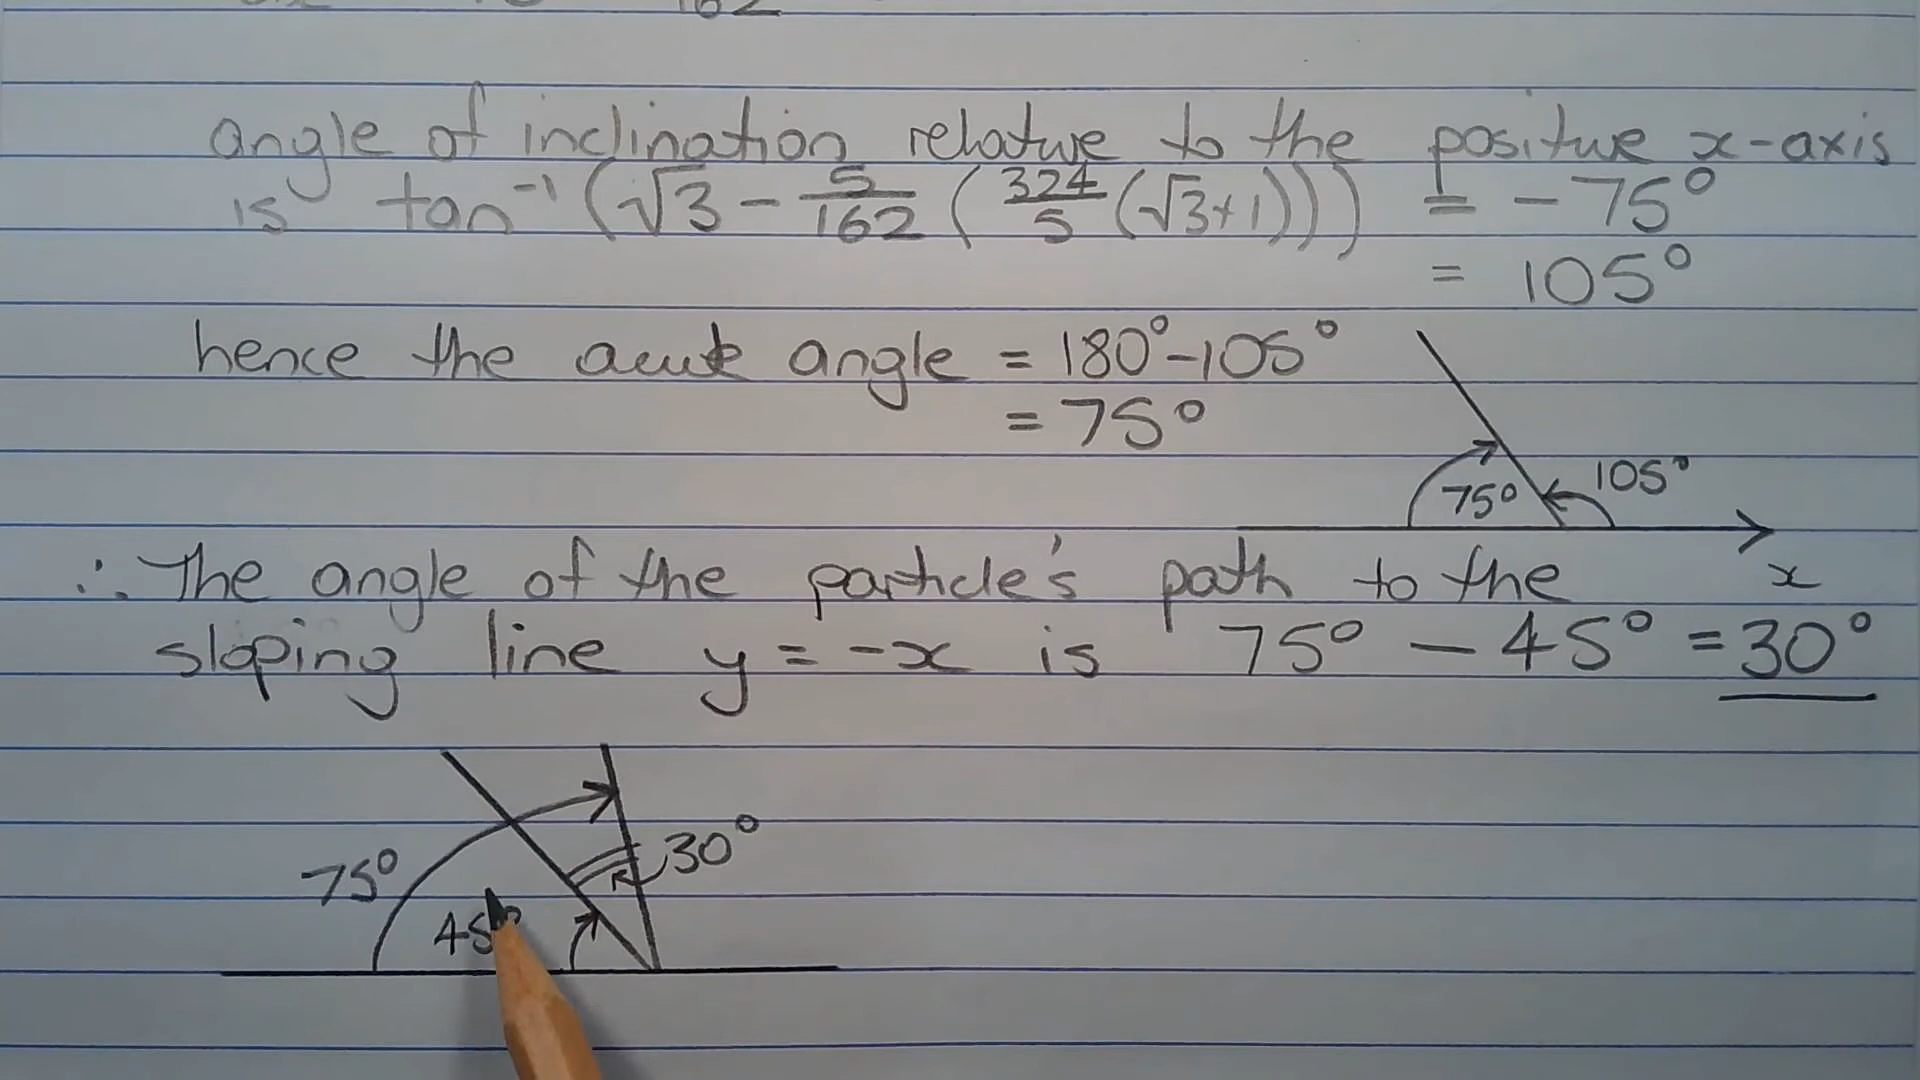 162
angle of inclination relative to the positive x-axis
is tan⁻¹(√3 - 5/162 (324/5 (√3+1))) = -75°
= 105°
hence the acute angle = 180° - 105°
= 75°
75° 105°
x
∴ The angle of the particle's path to the
sloping line y = -x is 75° - 45° = 30°
75° 30°
45°